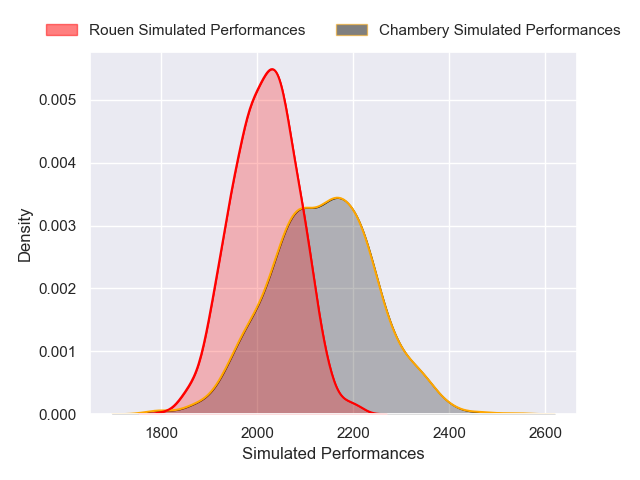 Rouen Simulated Performances
Chambery Simulated Performances
0.005
0.004
0.003
0.002
0.001
0.000
Density
1800 2000 2200 2400 2600
Simulated Performances